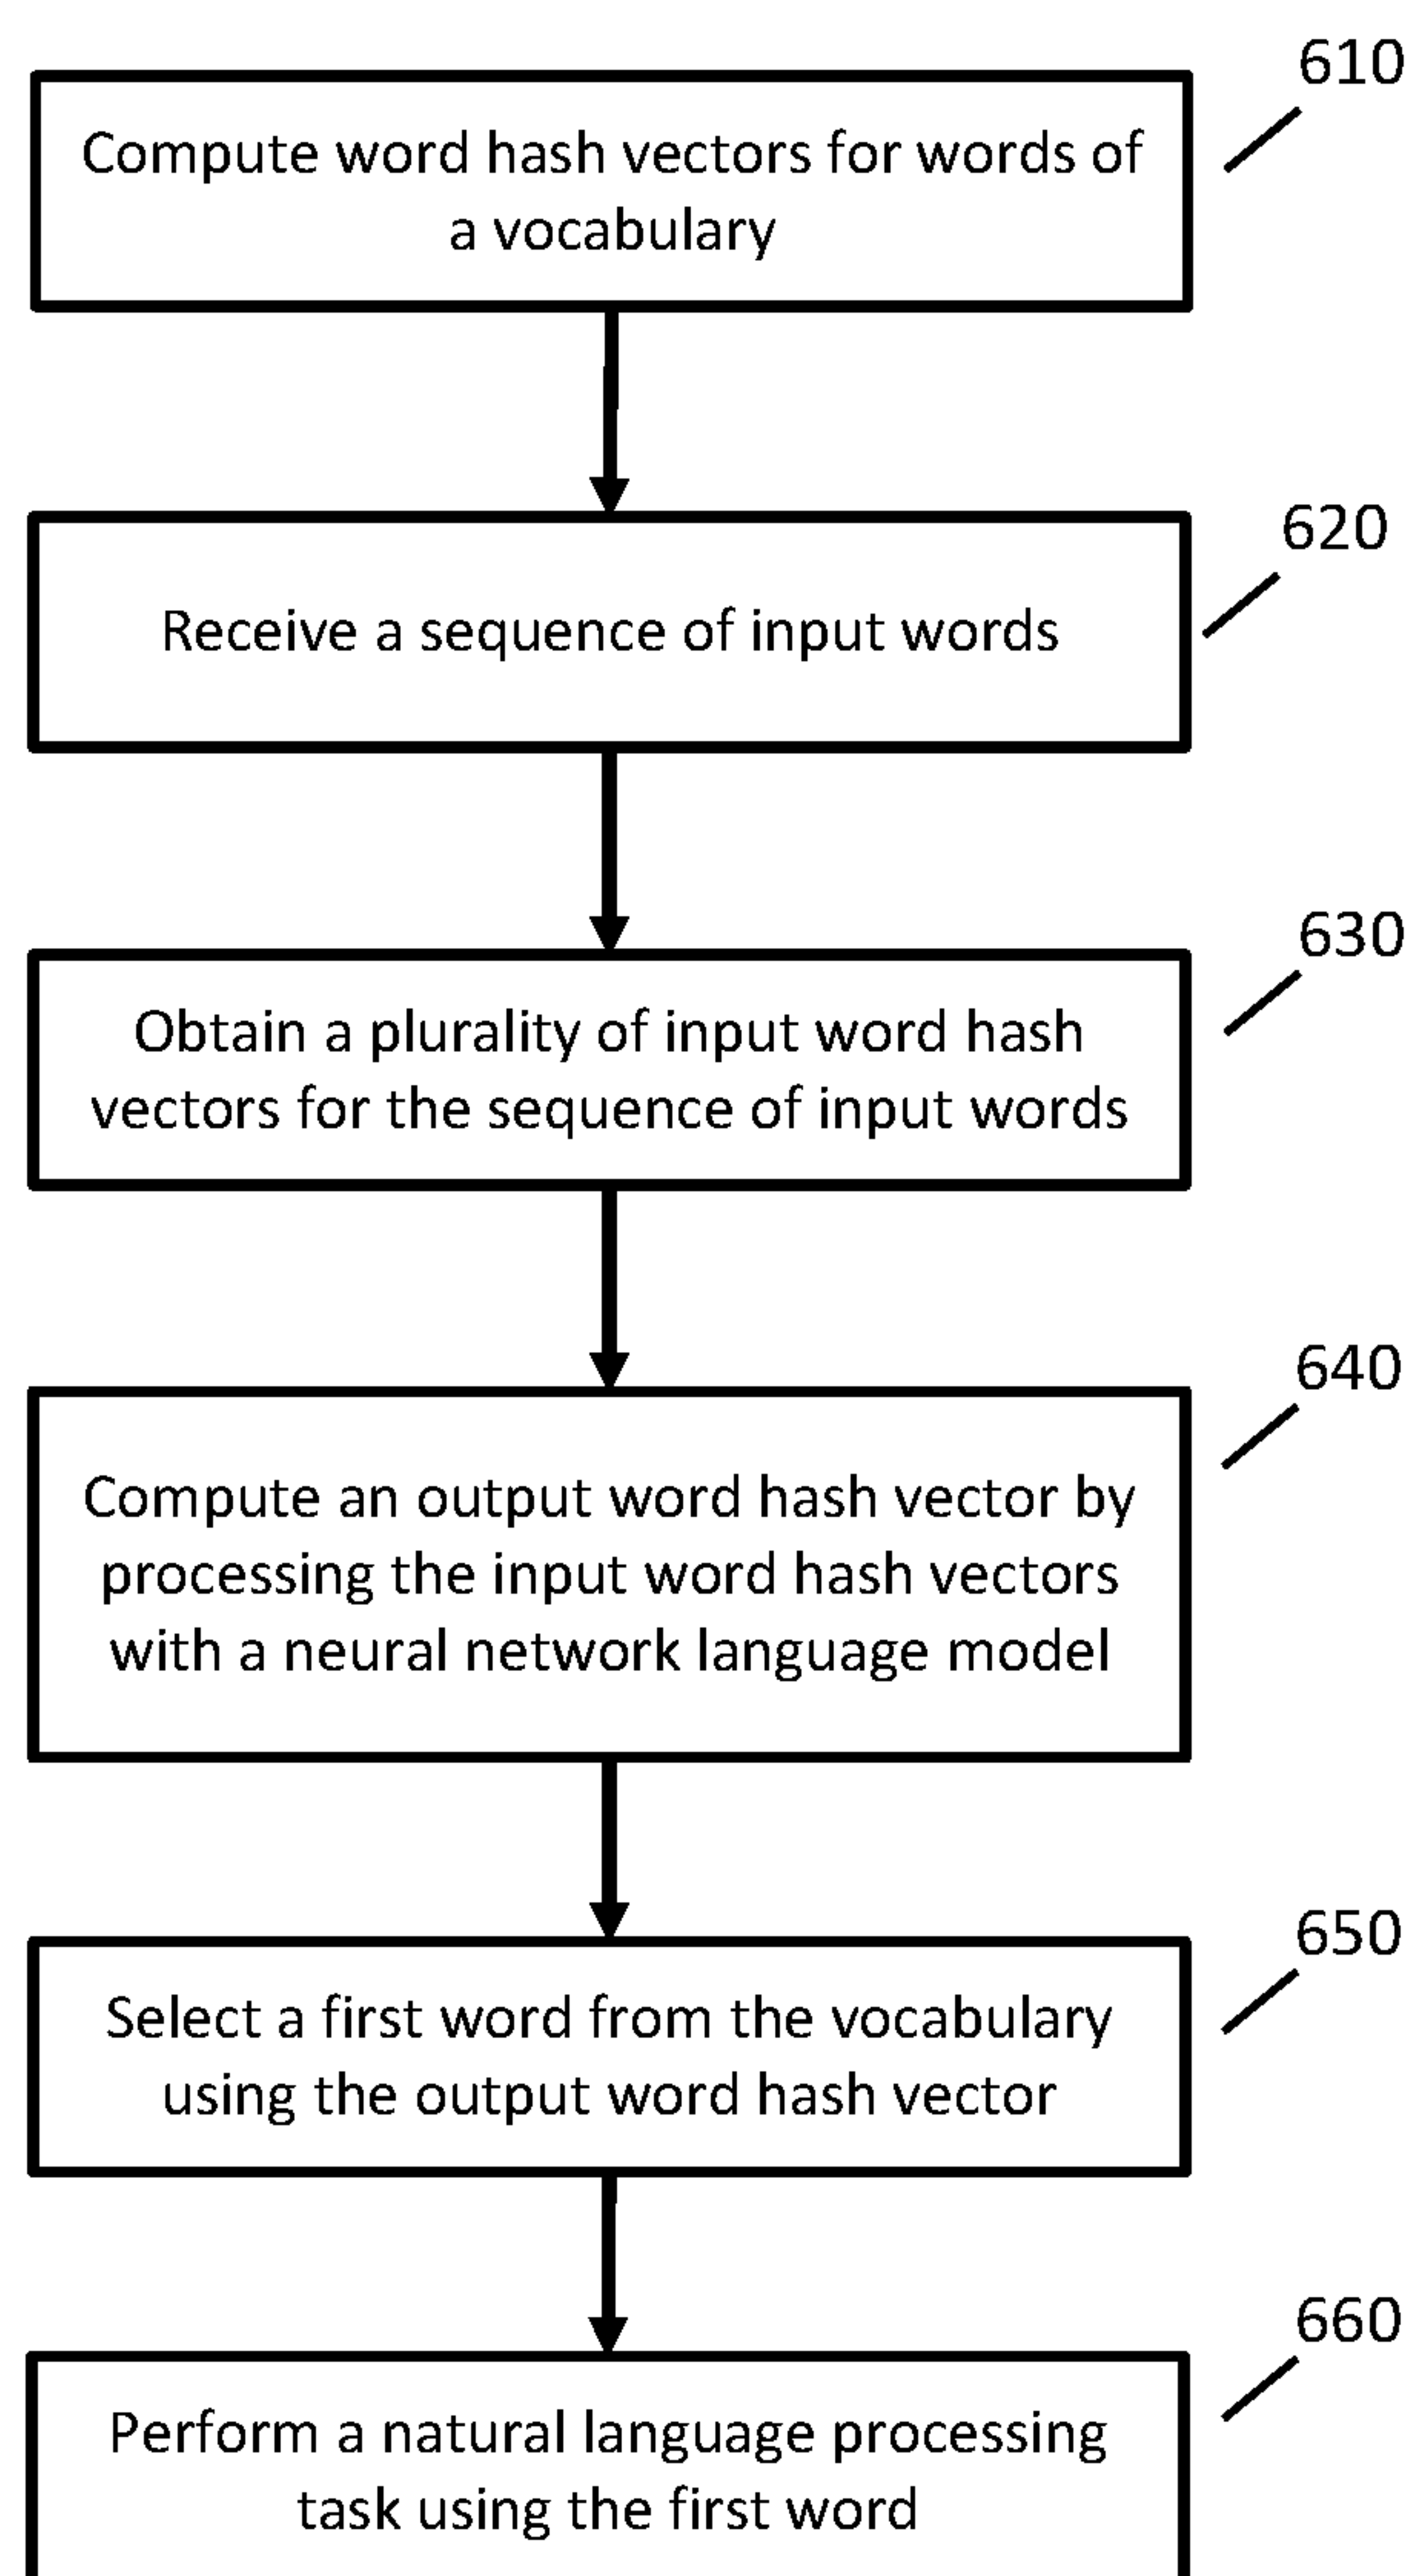 610
Compute word hash vectors for words of
a vocabulary
620
Receive a sequence of input words
630
Obtain a plurality of input word hash
vectors for the sequence of input words
640
Compute an output word hash vector by
processing the input word hash vectors
with a neural network language model
650
Select a first word from the vocabulary
using the output word hash vector
660
Perform a natural language processing
task using the first word